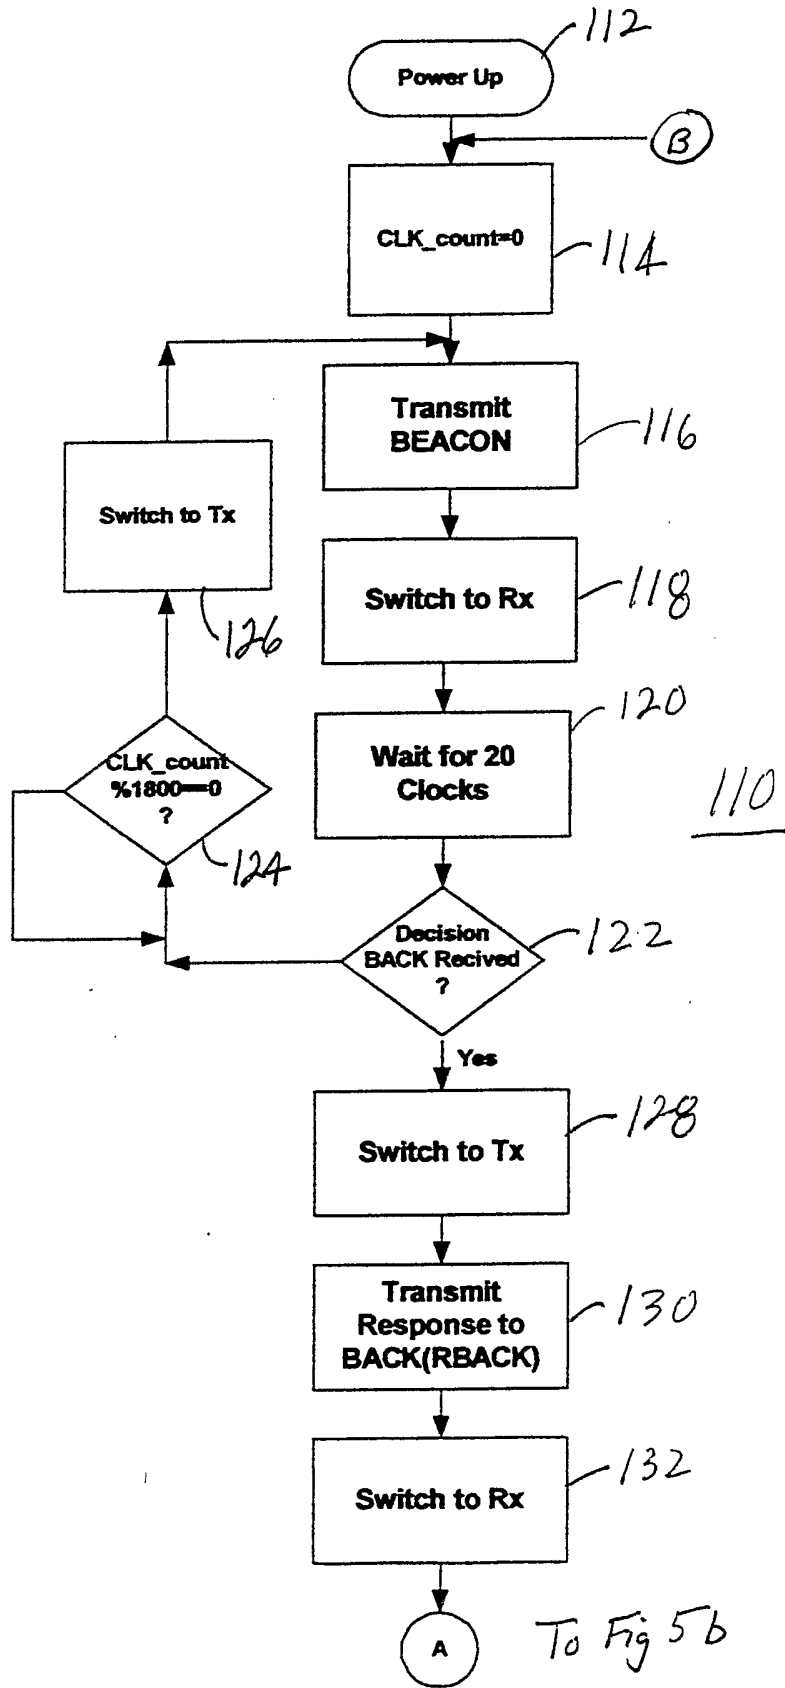 112
Power Up
B
CLK_count=0
114
Transmit
BEACON
116
Switch to Tx
126
Switch to Rx
118
120
Wait for 20
Clocks
110
CLK_count
%1800==0
?
124
Decision
BACK Recived
?
122
Yes
Switch to Tx
128
Transmit
Response to
BACK(RBACK)
130
Switch to Rx
132
A
To Fig 5b